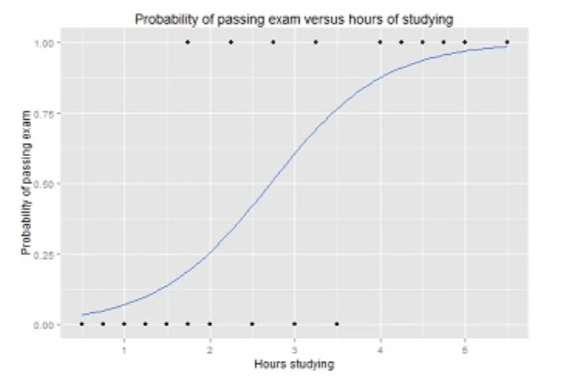 Probability of passing exam versus hours of studying
1.00
0.75
0.50
0.25
0.00
Probability of passing exam
1 2 3 4 5
Hours studying